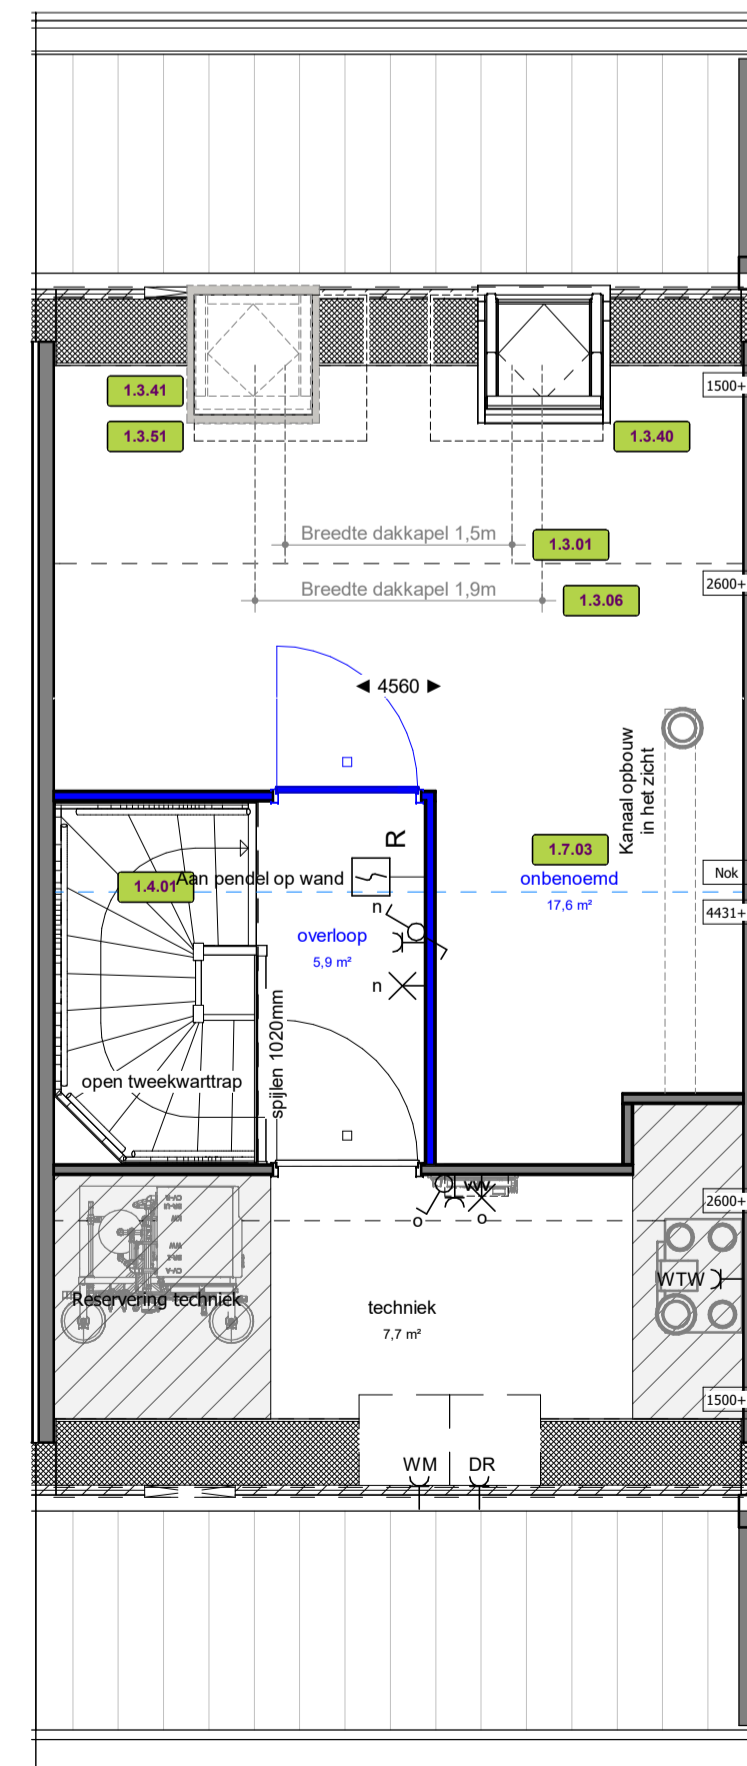 1.3.41
1500+
1.3.51
1.3.40
Breedte dakkapel 1,5m
1.3.01
2600+
Breedte dakkapel 1,9m
1.3.06
4560
Kanaal opbouw
in het zicht
R
1.7.03
Nok
1.4.01
Aan pendel op wand
onbenoemd
17,6 m²
4431+
n
overloop
5,9 m²
n
spijlen 1020mm
open tweekwarttrap
2600+
o
o
WTW
Reservering techniek
techniek
7,7 m²
1500+
WM
DR